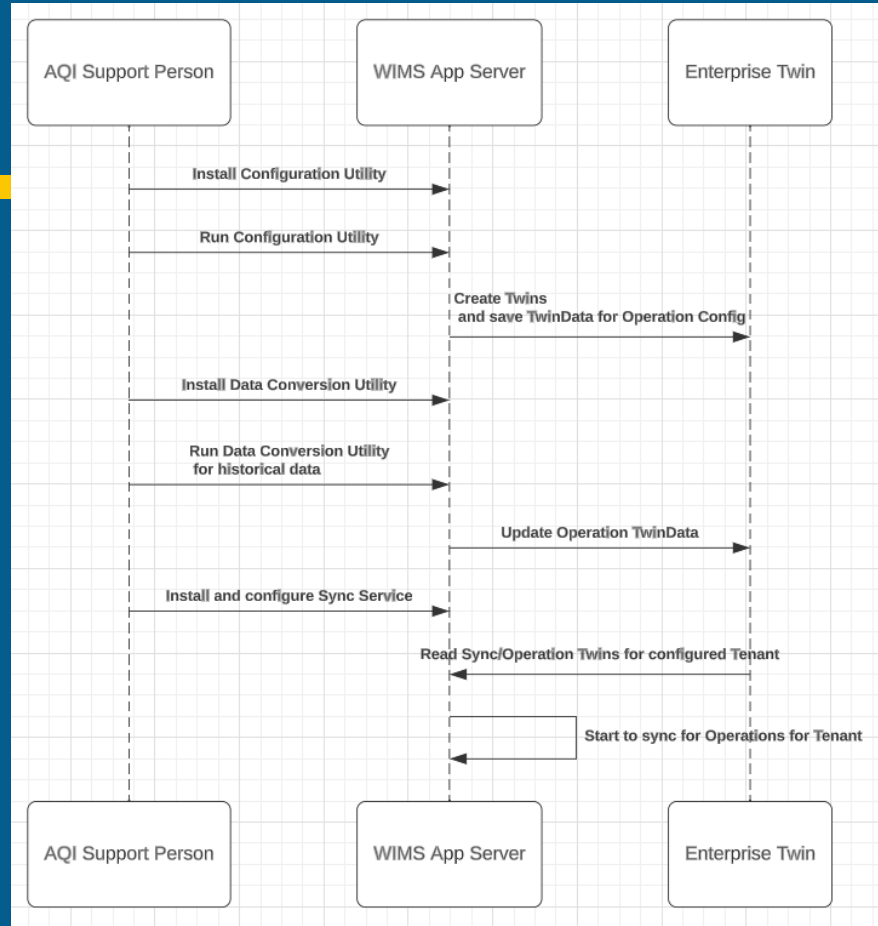 AQI Support Person
WIMS App Server
Enterprise Twin
Install Configuration Utility
Run Configuration Utility
Create Twins
and save TwinData for Operation Config
Install Data Conversion Utility
Run Data Conversion Utility
for historical data
Update Operation TwinData
Install and configure Sync Service
Read Sync/Operation Twins for configured Tenant
Start to sync for Operations for Tenant
AQI Support Person
WIMS App Server
Enterprise Twin